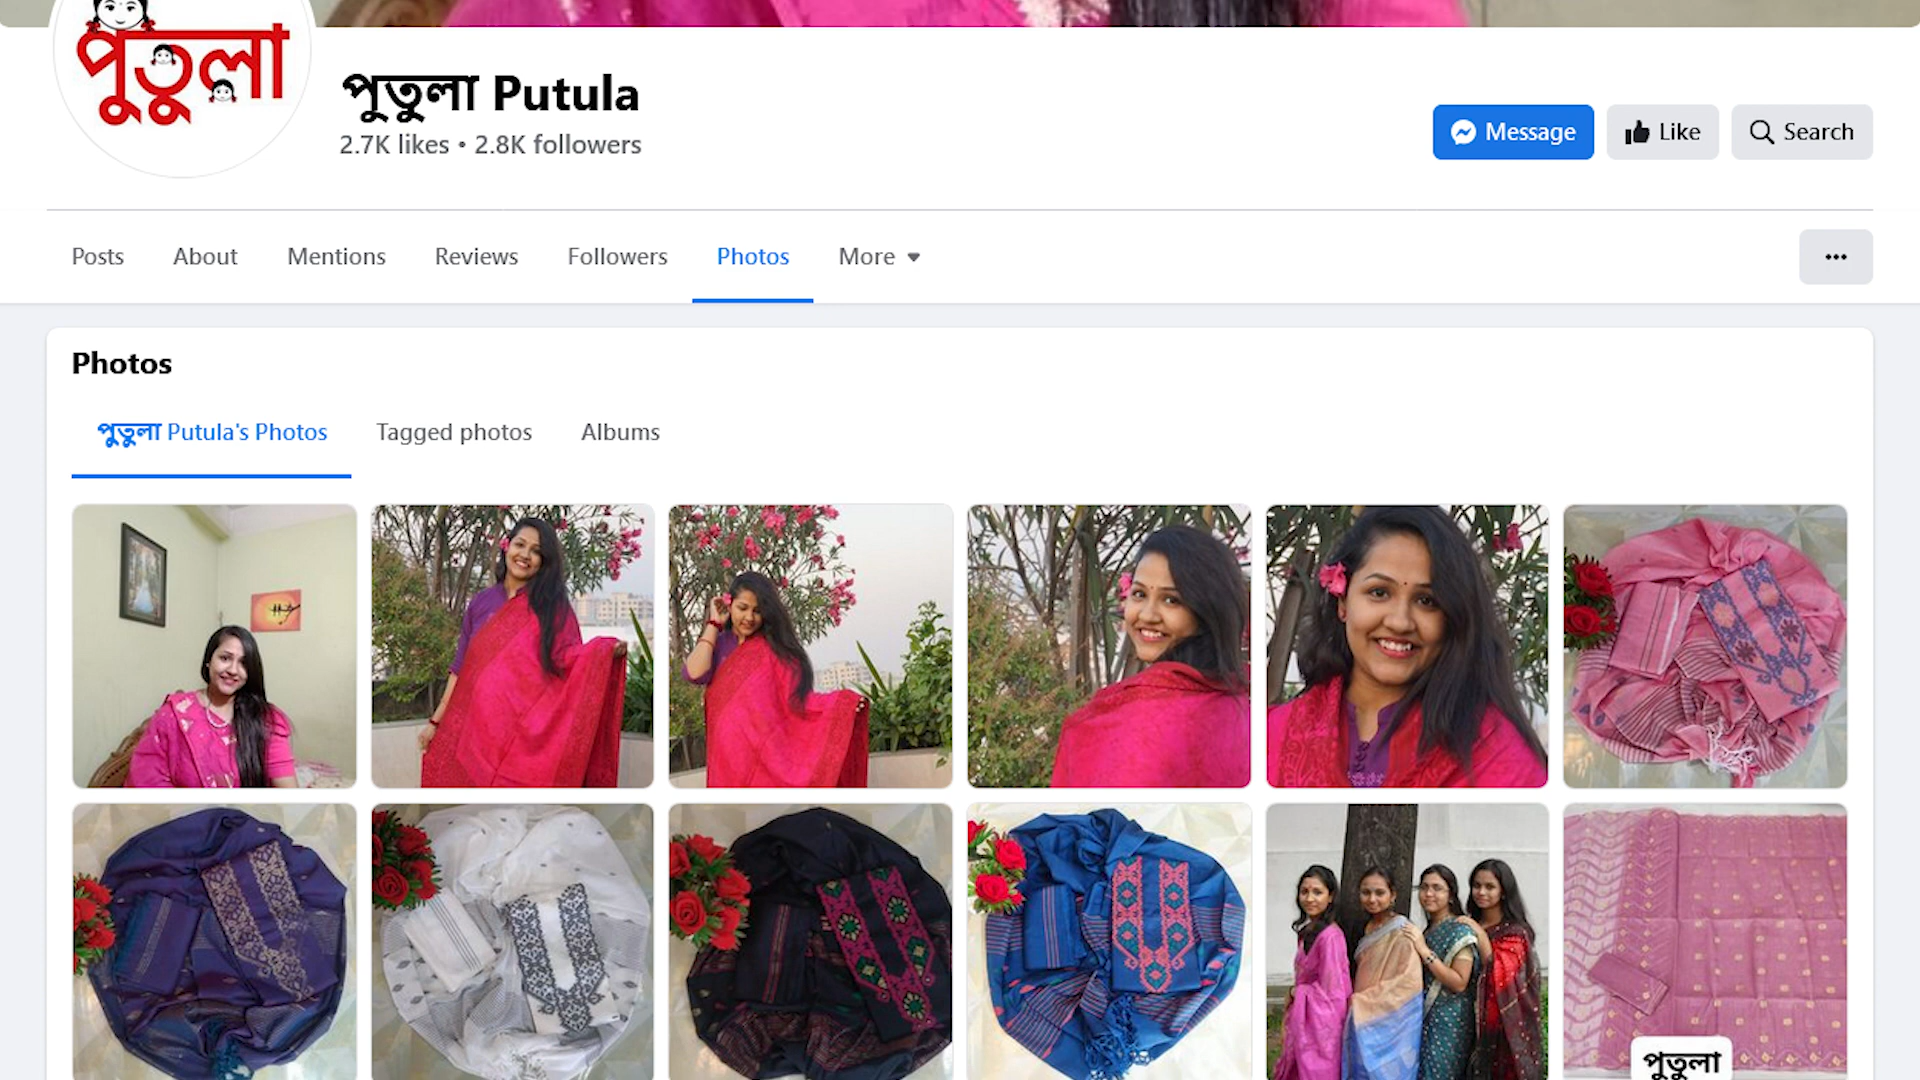 পুতুলা
পুতুলা Putula
2.7K likes • 2.8K followers
Message
Like
Search
Posts
About
Mentions
Reviews
Followers
Photos
More
Photos
পুতুলা Putula's Photos
Tagged photos
Albums
পুতুলা